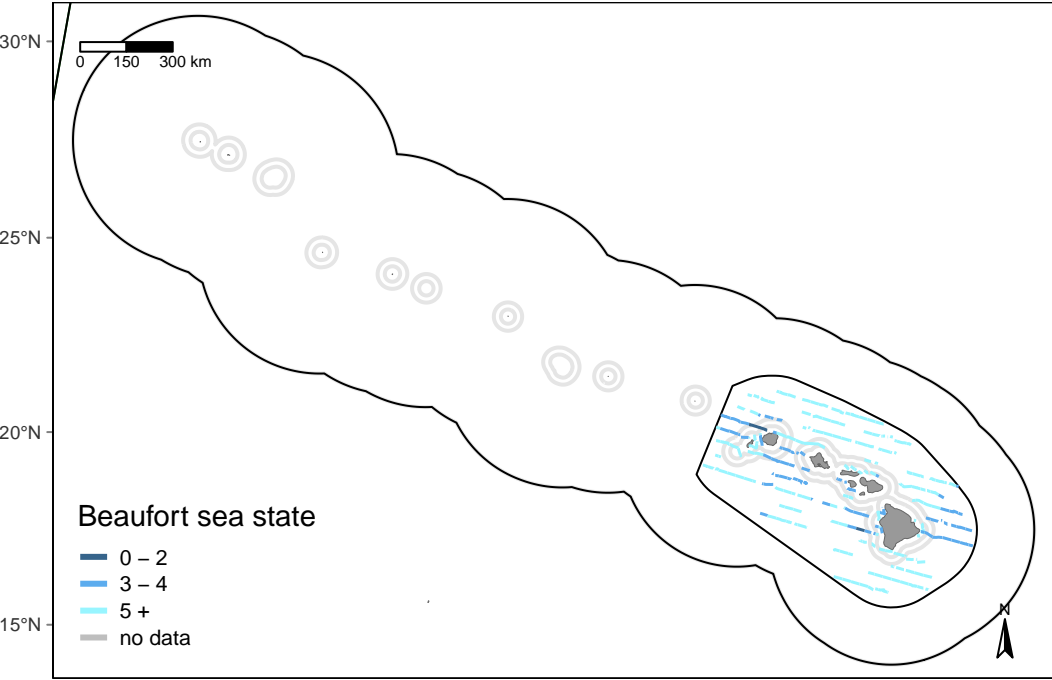 30°N
0 150 300 km
25°N
20°N
Beaufort sea state
0 – 2
3 – 4
5 +
no data
N
15°N